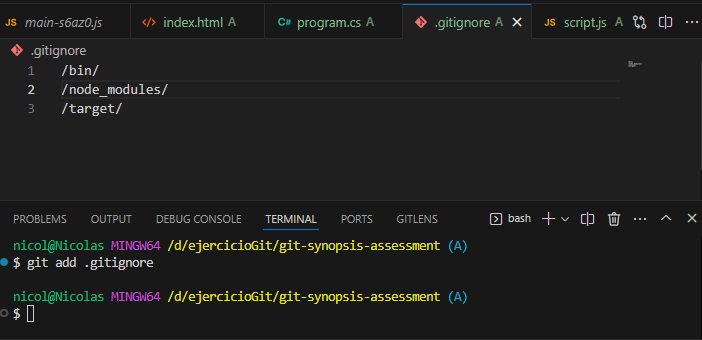 JS main-s6az0.js <> index.html A C# program.cs A .gitignore A JS script.js A
.gitignore
1 /bin/
2 /node_modules/
3 /target/
PROBLEMS OUTPUT DEBUG CONSOLE TERMINAL PORTS GITLENS bash
nicol@Nicolas MINGW64 /d/ejercicioGit/git-synopsis-assessment (A)
$ git add .gitignore
nicol@Nicolas MINGW64 /d/ejercicioGit/git-synopsis-assessment (A)
$